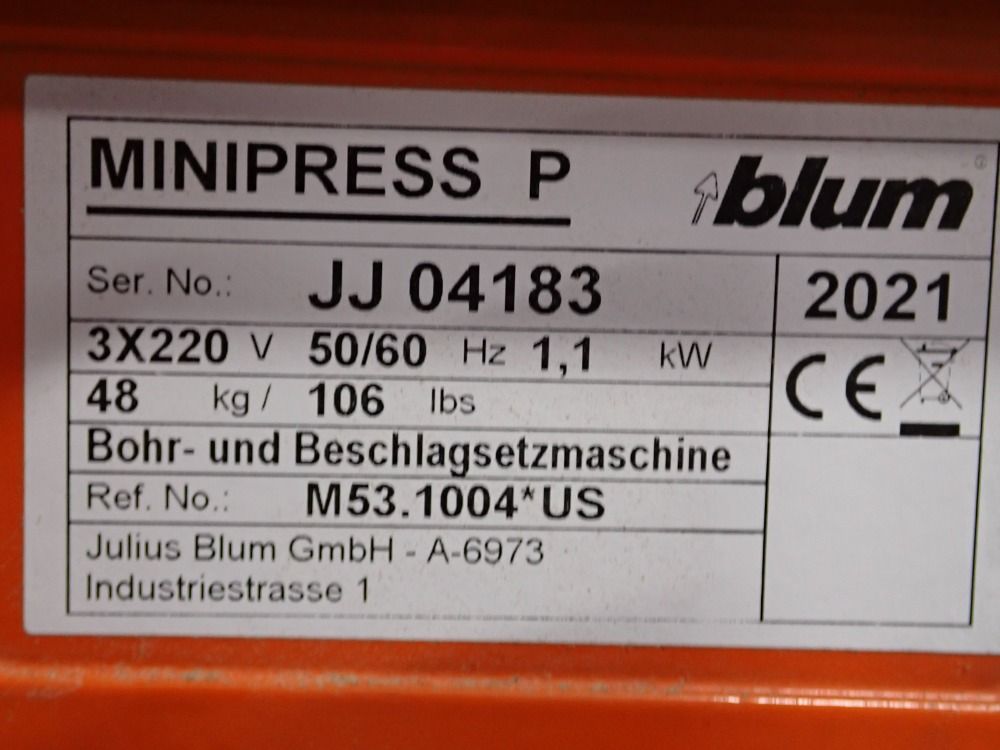 MINIPRESS P
blum®
Ser. No.: JJ 04183
2021
3X220 V 50/60 Hz 1,1 kW
CE
48 kg / 106 lbs
Bohr- und Beschlagsetzmaschine
Ref. No.: M53.1004*US
Julius Blum GmbH - A-6973
Industriestrasse 1